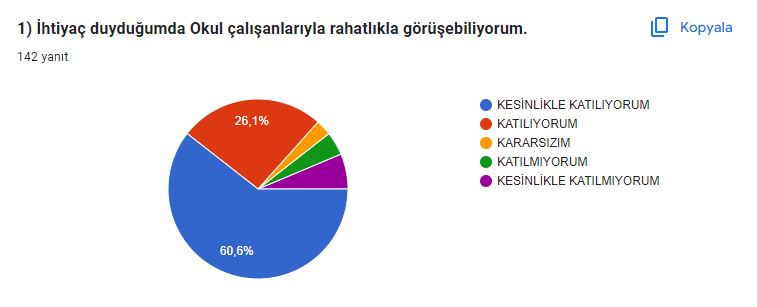 1) İhtiyaç duyduğumda Okul çalışanlarıyla rahatlıkla görüşebiliyorum.
Kopyala
142 yanıt
26,1%
60,6%
KESİNLİKLE KATILIYORUM
KATILIYORUM
KARARSIZIM
KATILMIYORUM
KESİNLİKLE KATILMIYORUM